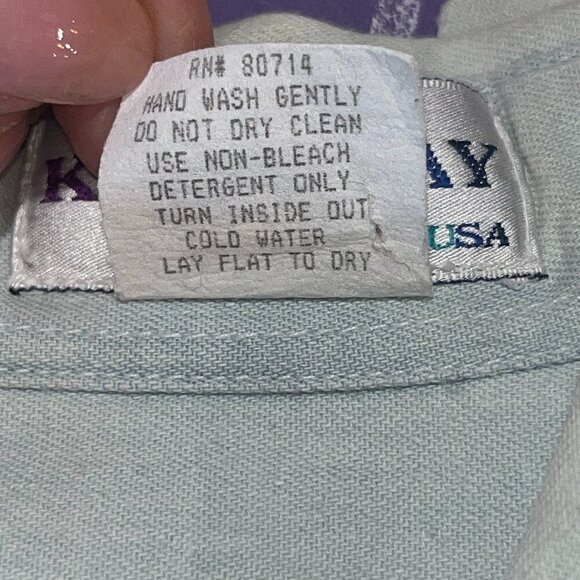 RN# 80714
HAND WASH GENTLY
DO NOT DRY CLEAN
USE NON-BLEACH
DETERGENT ONLY
TURN INSIDE OUT
COLD WATER
LAY FLAT TO DRY
K AY
USA